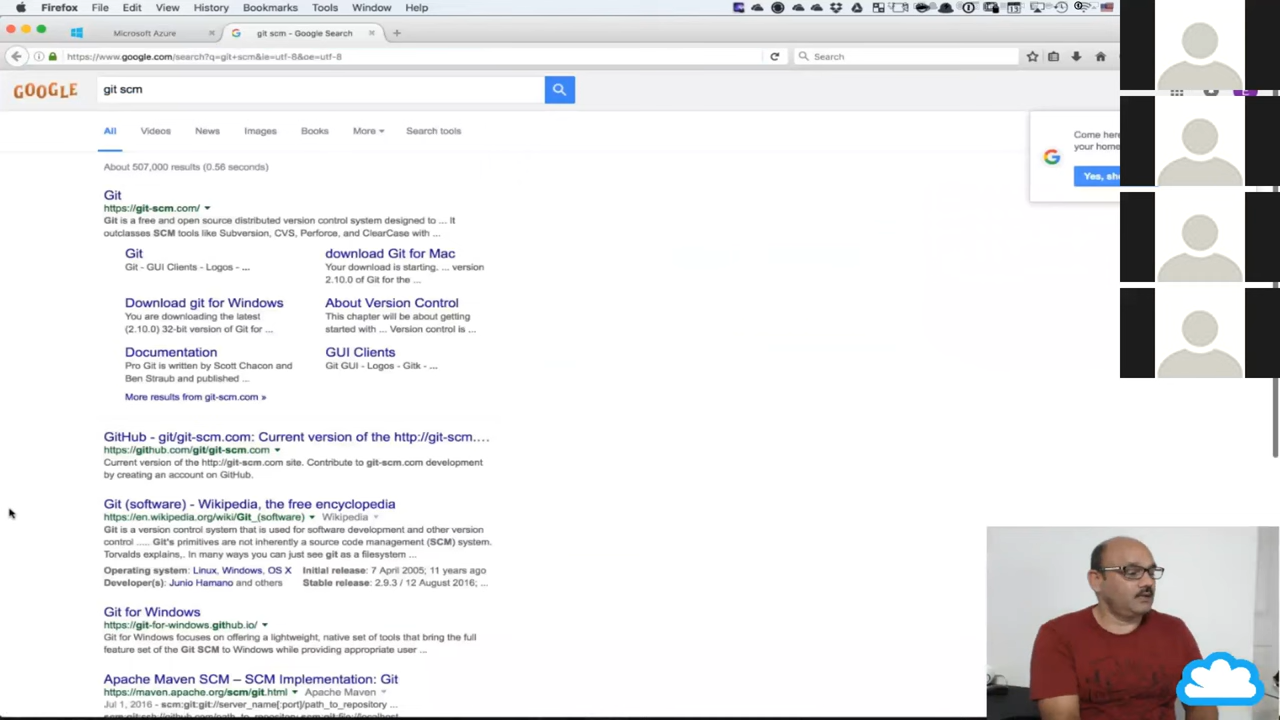 Firefox File Edit View History Bookmarks Tools Window Help
Microsoft Azure
git scm - Google Search
https://www.google.com/search?q=git+scm&ie=utf-8&oe=utf-8
Search
GOOGLE
git scm
All Videos News Images Books More Search tools
About 507,000 results (0.56 seconds)
Come here
your home
Yes, sh
Git
https://git-scm.com/
Git is a free and open source distributed version control system designed to ... It
outclasses SCM tools like Subversion, CVS, Perforce, and ClearCase with ...
Git
Git - GUI Clients - Logos - ...
download Git for Mac
Your download is starting. ... version
2.10.0 of Git for the ...
Download git for Windows
You are downloading the latest
(2.10.0) 32-bit version of Git for ...
About Version Control
This chapter will be about getting
started with ... Version control is ...
Documentation
Pro Git is written by Scott Chacon and
Ben Straub and published ...
GUI Clients
Git GUI - Logos - Gitk - ...
More results from git-scm.com »
GitHub - git/git-scm.com: Current version of the http://git-scm....
https://github.com/git/git-scm.com
Current version of the http://git-scm.com site. Contribute to git-scm.com development
by creating an account on GitHub.
Git (software) - Wikipedia, the free encyclopedia
https://en.wikipedia.org/wiki/Git_(software) Wikipedia
Git is a version control system that is used for software development and other version
control ..... Git's primitives are not inherently a source code management (SCM) system.
Torvalds explains,. In many ways you can just see git as a filesystem ...
Operating system: Linux, Windows, OS X Initial release: 7 April 2005; 11 years ago
Developer(s): Junio Hamano and others Stable release: 2.9.3 / 12 August 2016; ...
Git for Windows
https://git-for-windows.github.io/
Git for Windows focuses on offering a lightweight, native set of tools that bring the full
feature set of the Git SCM to Windows while providing appropriate user ...
Apache Maven SCM – SCM Implementation: Git
https://maven.apache.org/scm/git.html Apache Maven
Jul 1, 2016 - scm:git:git://server_name[:port]/path_to_repository ...